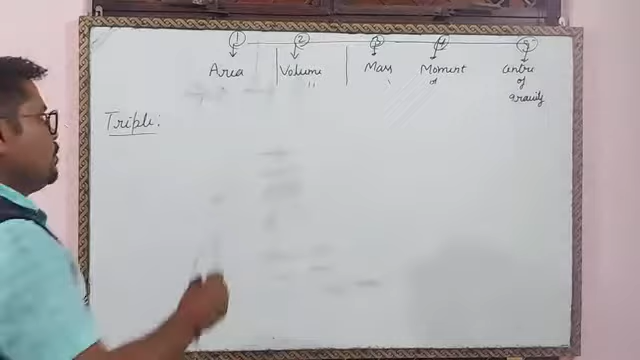 1 2 3 4 5
Area Volume Mass Moment Centre
of of
gravity
Triple: